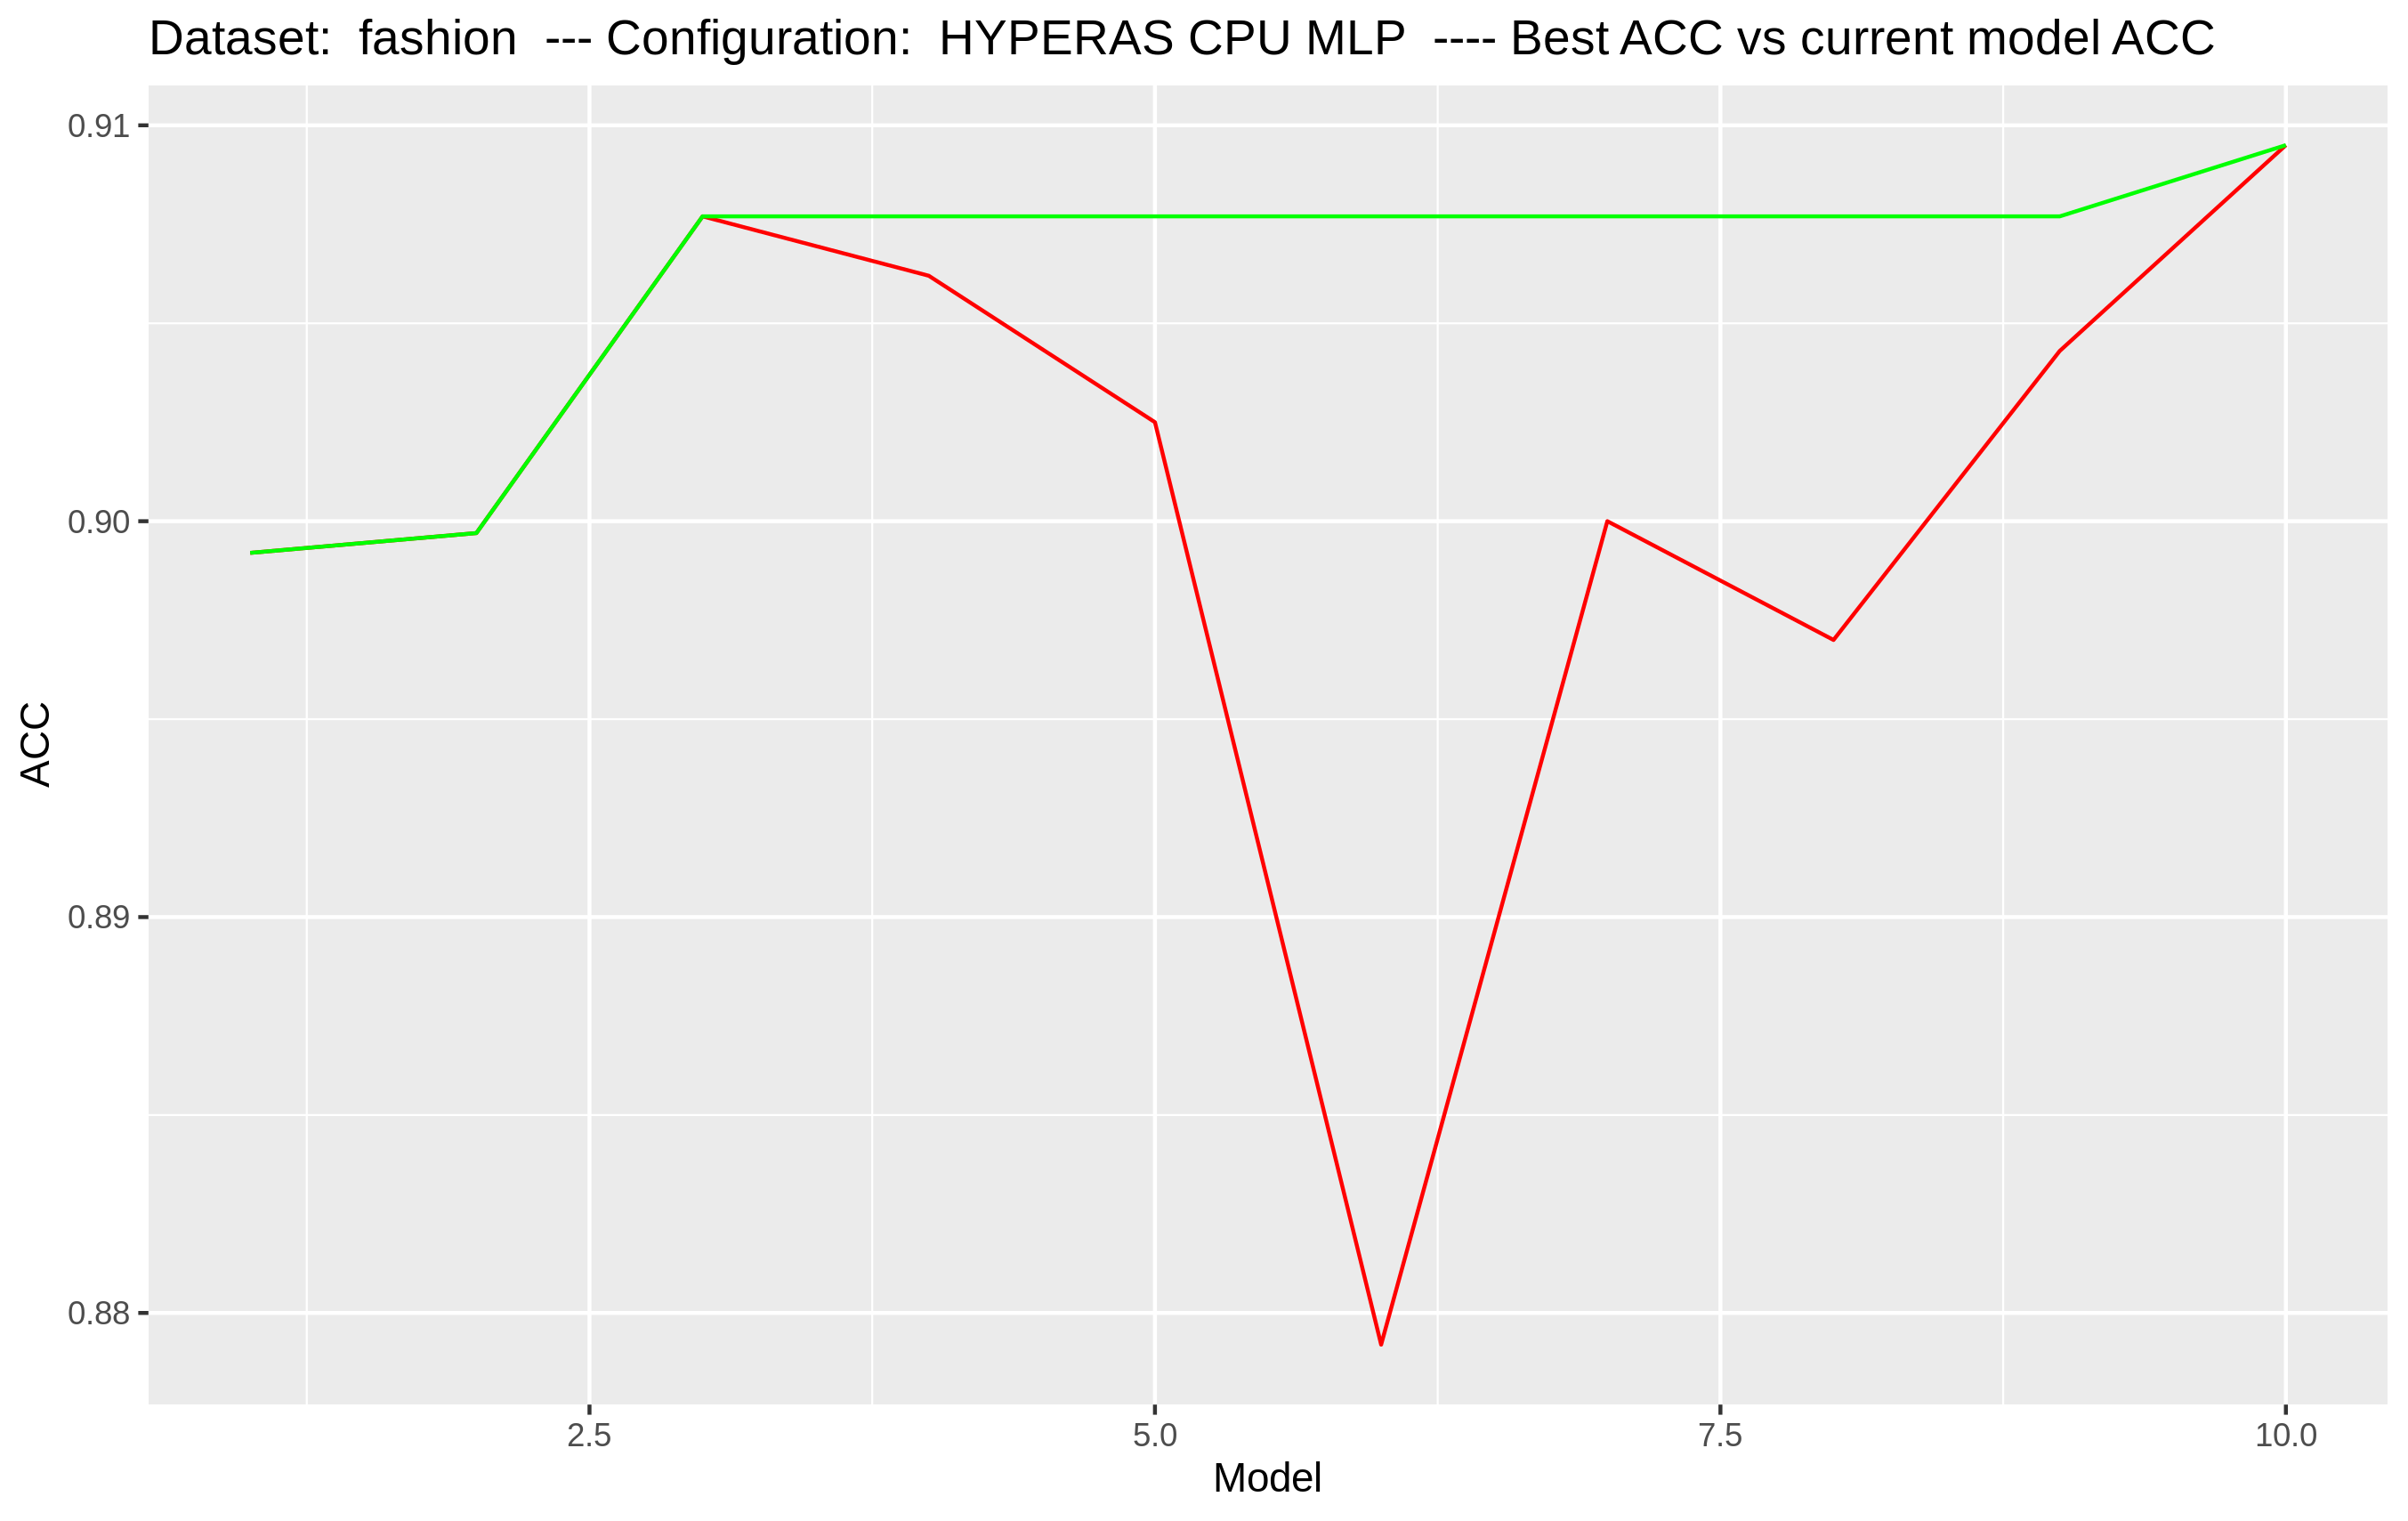 Dataset:  fashion  --- Configuration:  HYPERAS CPU MLP  ---- Best ACC vs current model ACC
0.91
0.90
0.89
0.88
ACC
2.5 5.0 7.5 10.0
Model